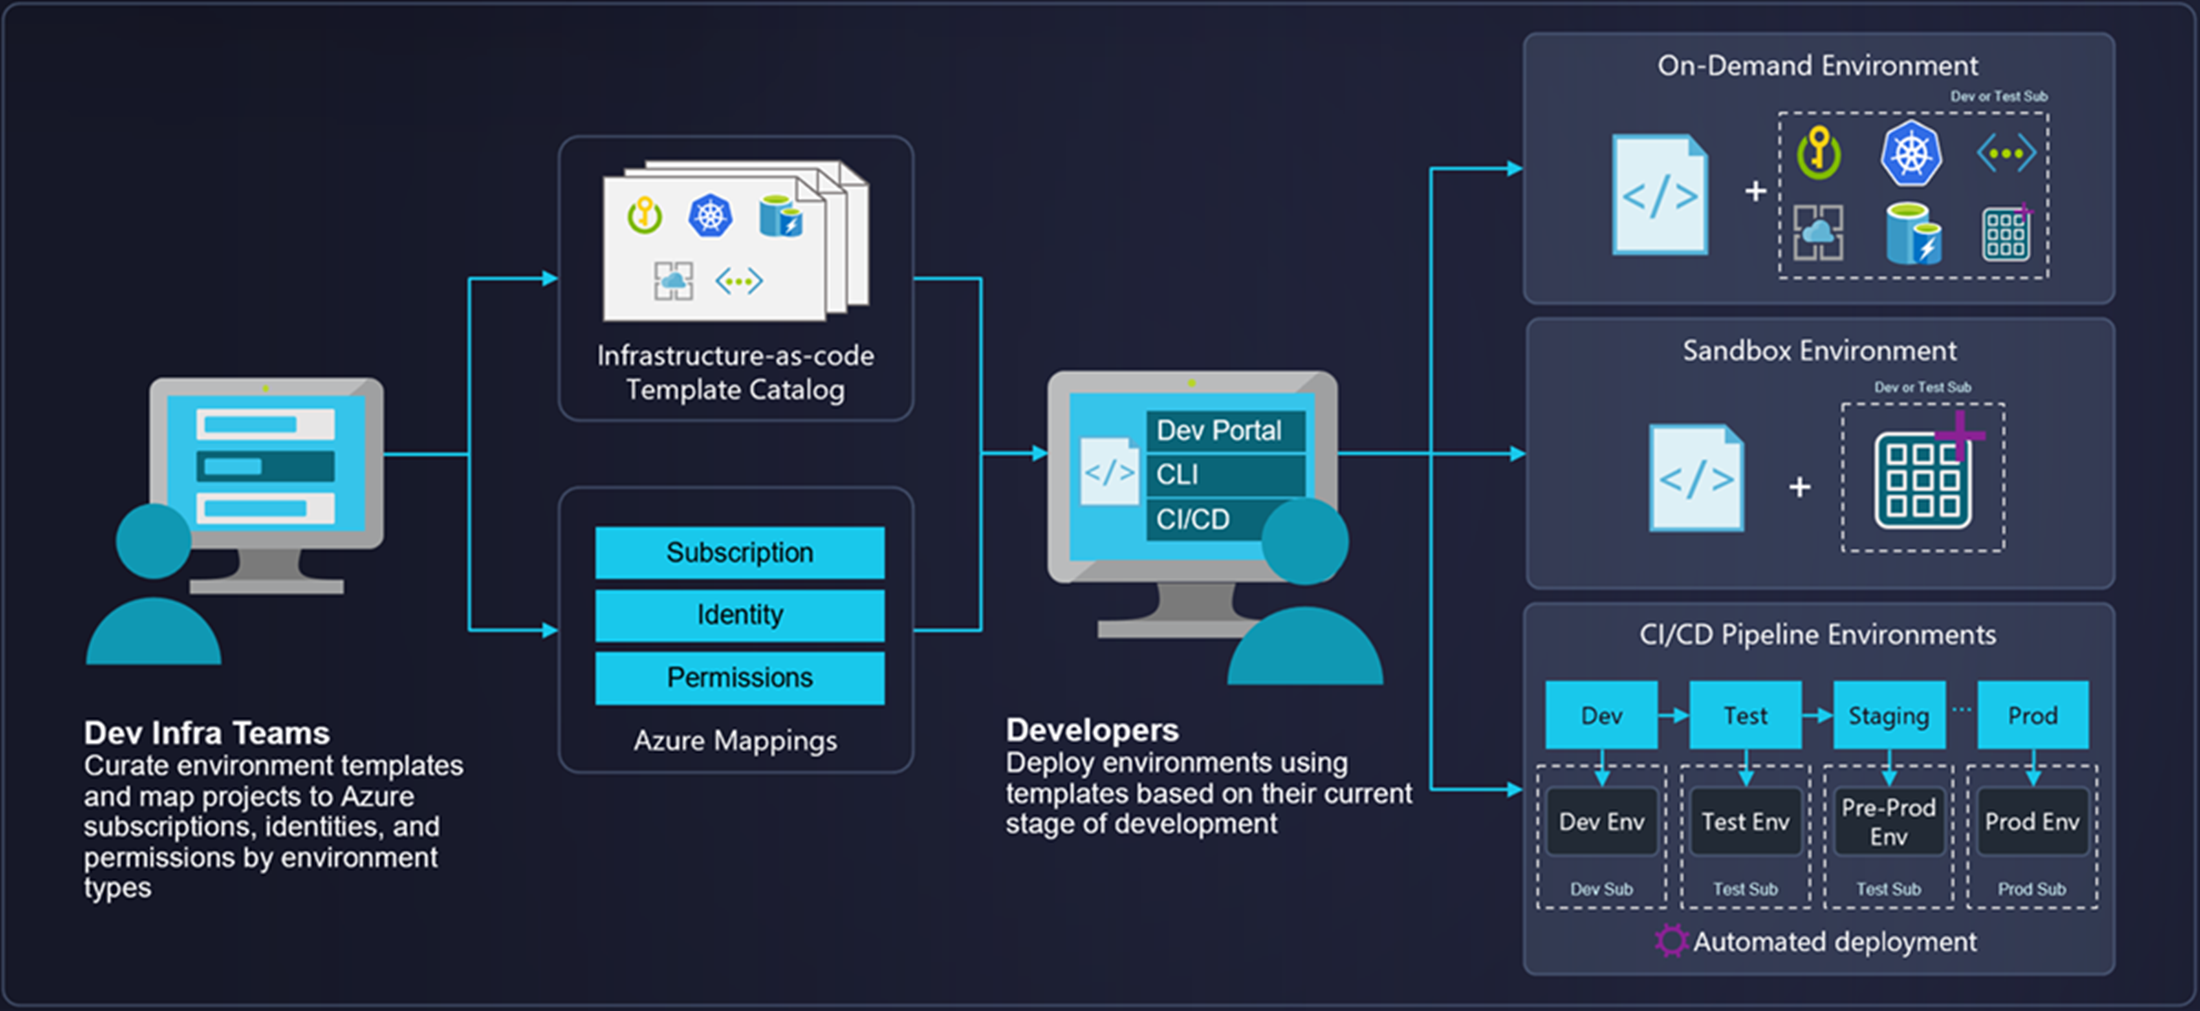 Dev Infra Teams
Curate environment templates
and map projects to Azure
subscriptions, identities, and
permissions by environment
types
Infrastructure-as-code
Template Catalog
Subscription
Identity
Permissions
Azure Mappings
</>
Dev Portal
CLI
CI/CD
Developers
Deploy environments using
templates based on their current
stage of development
On-Demand Environment
Dev or Test Sub
</>
+
Sandbox Environment
Dev or Test Sub
</>
+
CI/CD Pipeline Environments
Dev
Test
Staging
...
Prod
Dev Env
Test Env
Pre-Prod
Env
Prod Env
Dev Sub
Test Sub
Test Sub
Prod Sub
Automated deployment